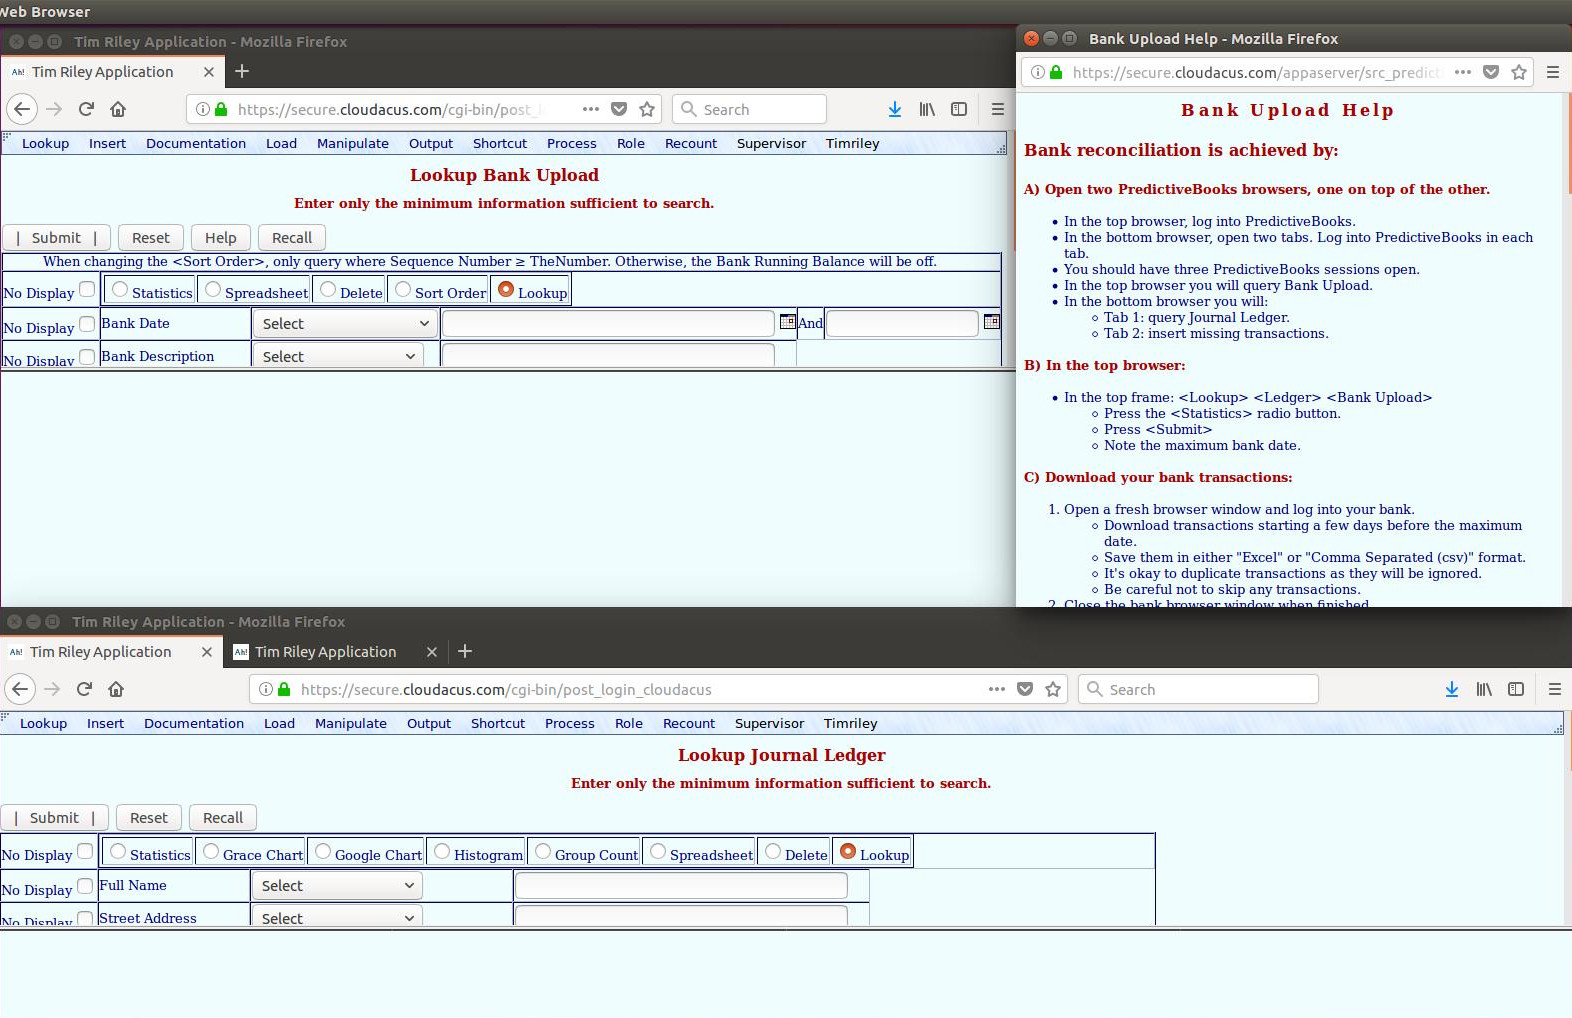 Web Browser
Tim Riley Application - Mozilla Firefox
Tim Riley Application
https://secure.cloudacus.com/cgi-bin/post_l
Search
Lookup Insert Documentation Load Manipulate Output Shortcut Process Role Recount Supervisor Timriley
Lookup Bank Upload
Enter only the minimum information sufficient to search.
| Submit | Reset Help Recall
When changing the <Sort Order>, only query where Sequence Number ≥ TheNumber. Otherwise, the Bank Running Balance will be off.
No Display Statistics Spreadsheet Delete Sort Order Lookup
No Display Bank Date Select And
No Display Bank Description Select
Bank Upload Help - Mozilla Firefox
https://secure.cloudacus.com/appaserver/src_predict
Bank Upload Help
Bank reconciliation is achieved by:
A) Open two PredictiveBooks browsers, one on top of the other.
• In the top browser, log into PredictiveBooks.
• In the bottom browser, open two tabs. Log into PredictiveBooks in each
tab.
• You should have three PredictiveBooks sessions open.
• In the top browser you will query Bank Upload.
• In the bottom browser you will:
◦ Tab 1: query Journal Ledger.
◦ Tab 2: insert missing transactions.
B) In the top browser:
• In the top frame: <Lookup> <Ledger> <Bank Upload>
◦ Press the <Statistics> radio button.
◦ Press <Submit>
◦ Note the maximum bank date.
C) Download your bank transactions:
1. Open a fresh browser window and log into your bank.
◦ Download transactions starting a few days before the maximum
date.
◦ Save them in either "Excel" or "Comma Separated (csv)" format.
◦ It's okay to duplicate transactions as they will be ignored.
◦ Be careful not to skip any transactions.
2. Close the bank browser window when finished.
Tim Riley Application - Mozilla Firefox
Tim Riley Application Tim Riley Application
https://secure.cloudacus.com/cgi-bin/post_login_cloudacus
Search
Lookup Insert Documentation Load Manipulate Output Shortcut Process Role Recount Supervisor Timriley
Lookup Journal Ledger
Enter only the minimum information sufficient to search.
| Submit | Reset Recall
No Display Statistics Grace Chart Google Chart Histogram Group Count Spreadsheet Delete Lookup
No Display Full Name Select
No Display Street Address Select